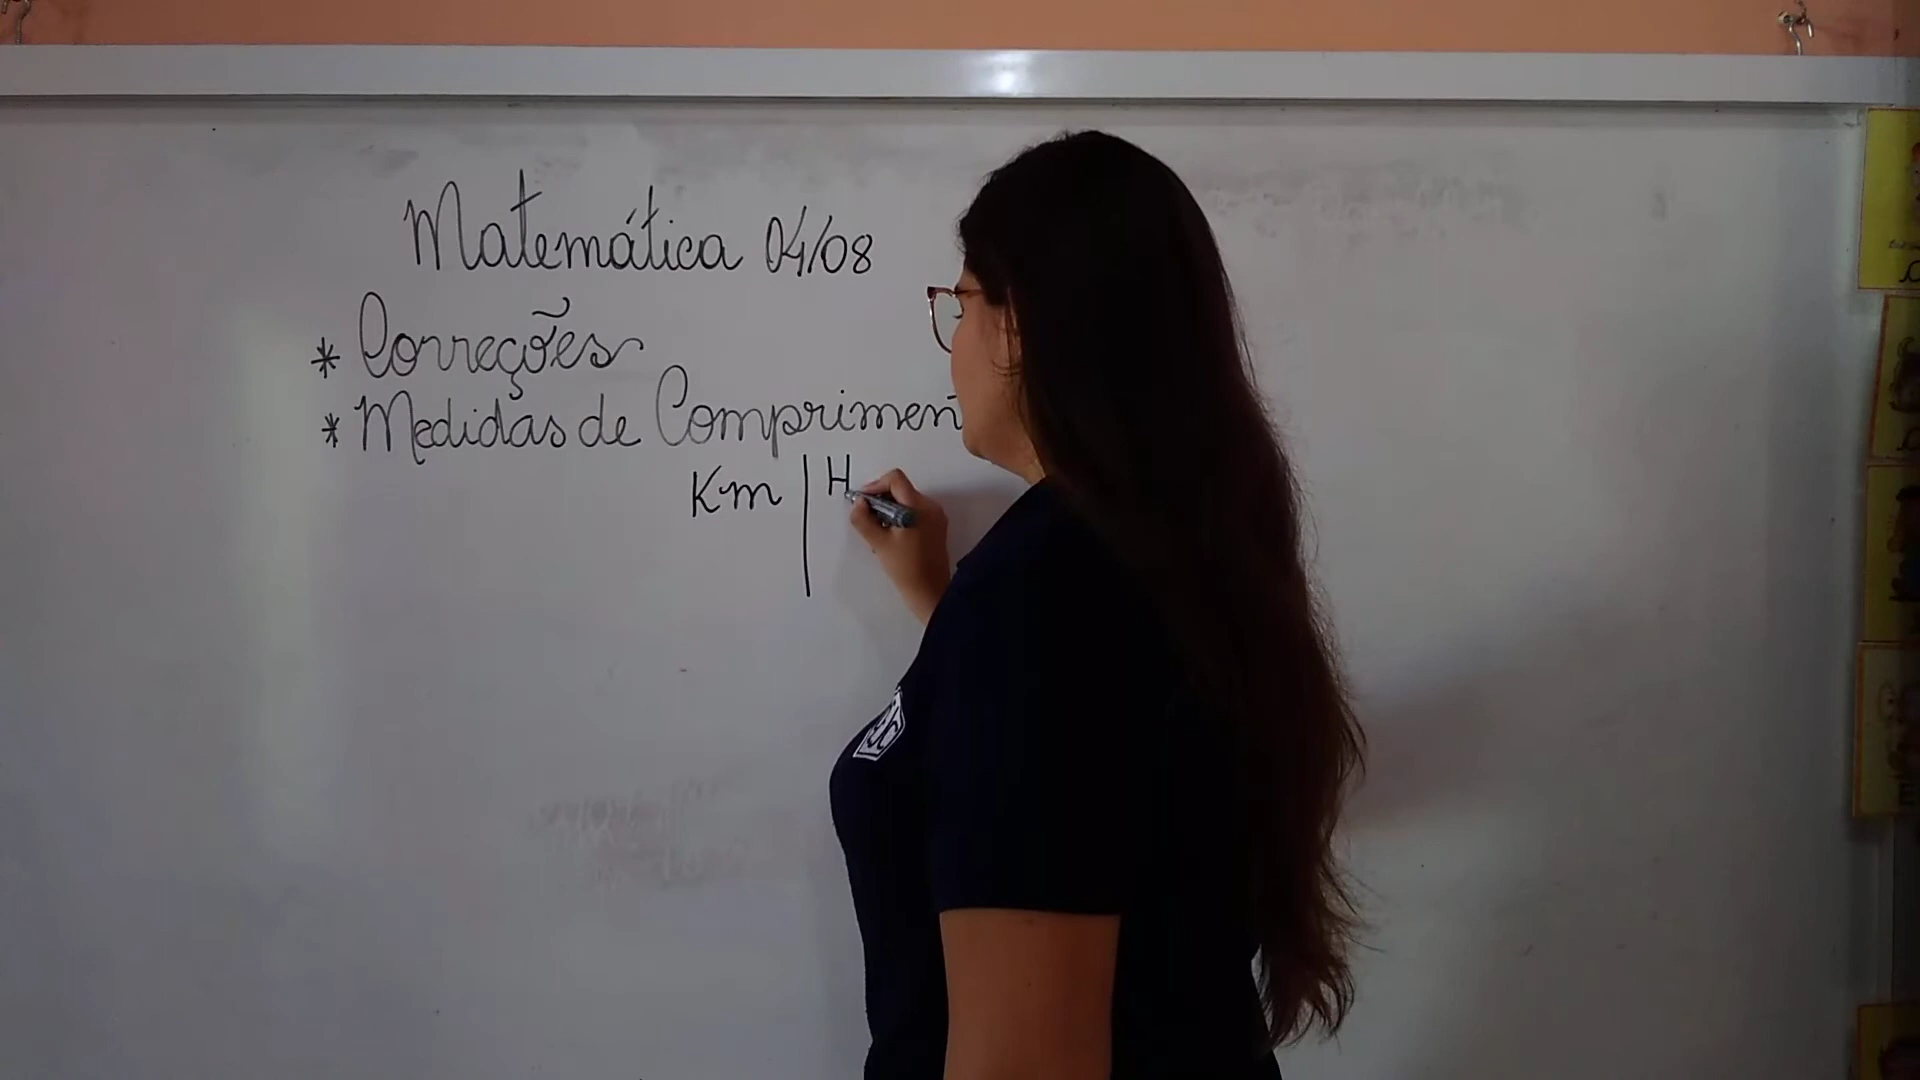 Matemática 04/08
* Correções
* Medidas de Comprimen
Km | H